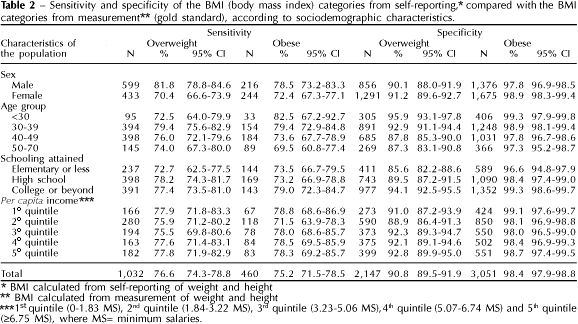 Table 2 – Sensitivity and specificity of the BMI (body mass index) categories from self-reporting,* compared with the BMI
categories from measurement** (gold standard), according to sociodemographic characteristics.
Characteristics of Sensitivity Specificity
the population N Overweight N Obese N Overweight N Obese
% 95% CI % 95% CI % 95% CI % 95% CI
Sex
Male 599 81.8 78.8-84.6 216 78.5 73.2-83.3 856 90.1 88.0-91.9 1,376 97.8 96.9-98.5
Female 433 70.4 66.6-73.9 244 72.4 67.3-77.1 1,291 91.2 89.6-92.7 1,675 98.9 98.3-99.4
Age group
<30 95 72.5 64.0-79.9 33 82.5 67.2-92.7 305 95.9 93.1-97.8 406 99.3 97.9-99.8
30-39 394 79.4 75.6-82.9 154 79.4 72.9-84.8 891 92.9 91.1-94.4 1,248 98.9 98.1-99.4
40-49 398 76.0 72.1-79.6 184 73.6 67.7-78.9 685 87.8 85.3-90.0 1,031 97.8 96.7-98.6
50-70 145 74.0 67.3-80.0 89 69.5 60.8-77.4 269 87.3 83.1-90.8 366 97.3 95.2-98.7
Schooling attained
Elementary or less 237 72.7 62.5-77.5 144 73.5 66.7-79.5 411 85.6 82.2-88.6 589 96.6 94.8-97.9
High school 398 78.2 74.3-81.7 169 73.2 66.9-78.8 743 89.5 87.2-91.5 1,090 98.4 97.4-99.0
College or beyond 391 77.4 73.5-81.0 143 79.0 72.3-84.7 977 94.1 92.5-95.5 1,352 99.3 98.6-99.7
Per capita income***
1º quintile 166 77.9 71.8-83.3 67 78.8 68.6-86.9 273 91.0 87.2-93.9 424 99.1 97.6-99.7
2º quintile 280 75.9 71.2-80.2 118 71.5 63.9-78.3 590 88.9 86.4-91.3 850 98.1 97.0-98.9
3º quintile 194 75.5 69.8-80.6 78 78.0 68.6-85.7 373 92.3 89.3-94.7 550 98.0 96.5-99.0
4º quintile 163 77.6 71.4-83.1 84 78.5 69.5-85.9 375 92.1 89.1-94.6 502 98.4 96.9-99.3
5º quintile 182 77.8 71.9-82.9 83 78.3 69.2-85.7 399 92.8 89.9-95.0 551 98.7 97.4-99.5
Total 1,032 76.6 74.3-78.8 460 75.2 71.5-78.5 2,147 90.8 89.5-91.9 3,051 98.4 97.9-98.8
* BMI calculated from self-reporting of weight and height
** BMI calculated from measurement of weight and height
***1st quintile (0-1.83 MS), 2nd quintile (1.84-3.22 MS), 3rd quintile (3.23-5.06 MS), 4th quintile (5.07-6.74 MS) and 5th quintile
(≥6.75 MS), where MS= minimum salaries.